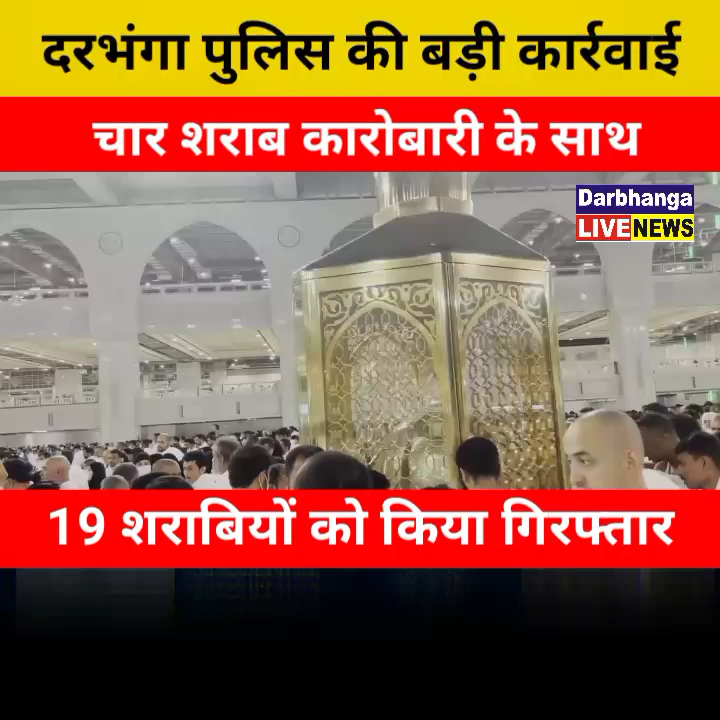 दरभंगा पुलिस की बड़ी कार्रवाई
चार शराब कारोबारी के साथ
Darbhanga
LIVE NEWS
19 शराबियों को किया गिरफ्तार